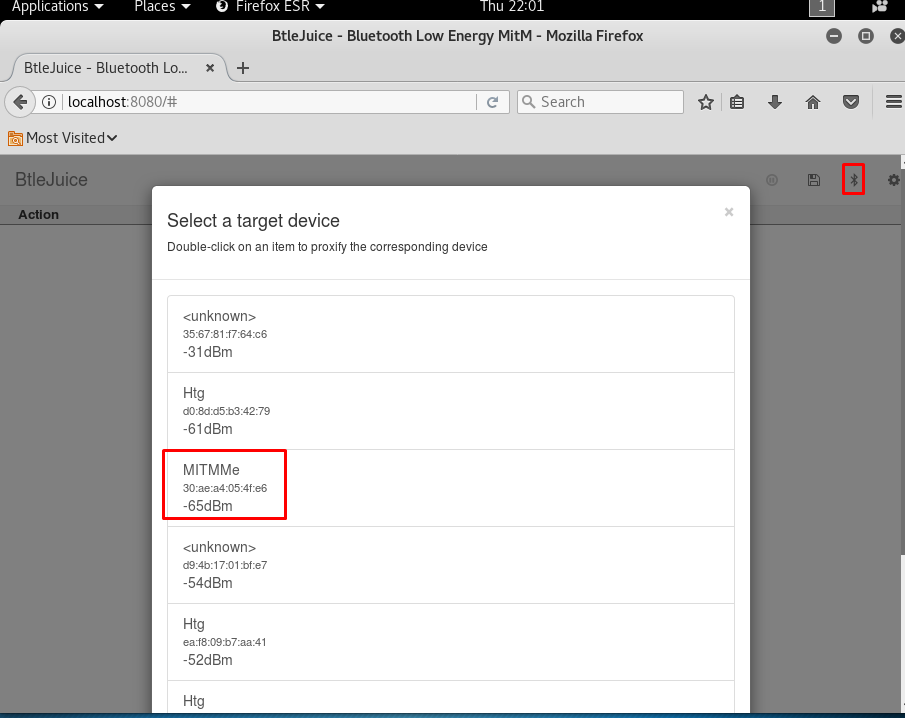 Applications Places Firefox ESR Thu 22:01 1
BtleJuice - Bluetooth Low Energy MitM - Mozilla Firefox
BtleJuice - Bluetooth Lo...
localhost:8080/# Search
Most Visited
BtleJuice
Action
Select a target device
Double-click on an item to proxify the corresponding device
<unknown>
35:67:81:f7:64:c6
-31dBm
Htg
d0:8d:d5:b3:42:79
-61dBm
MITMMe
30:ae:a4:05:4f:e6
-65dBm
<unknown>
d9:4b:17:01:bf:e7
-54dBm
Htg
ea:f8:09:b7:aa:41
-52dBm
Htg